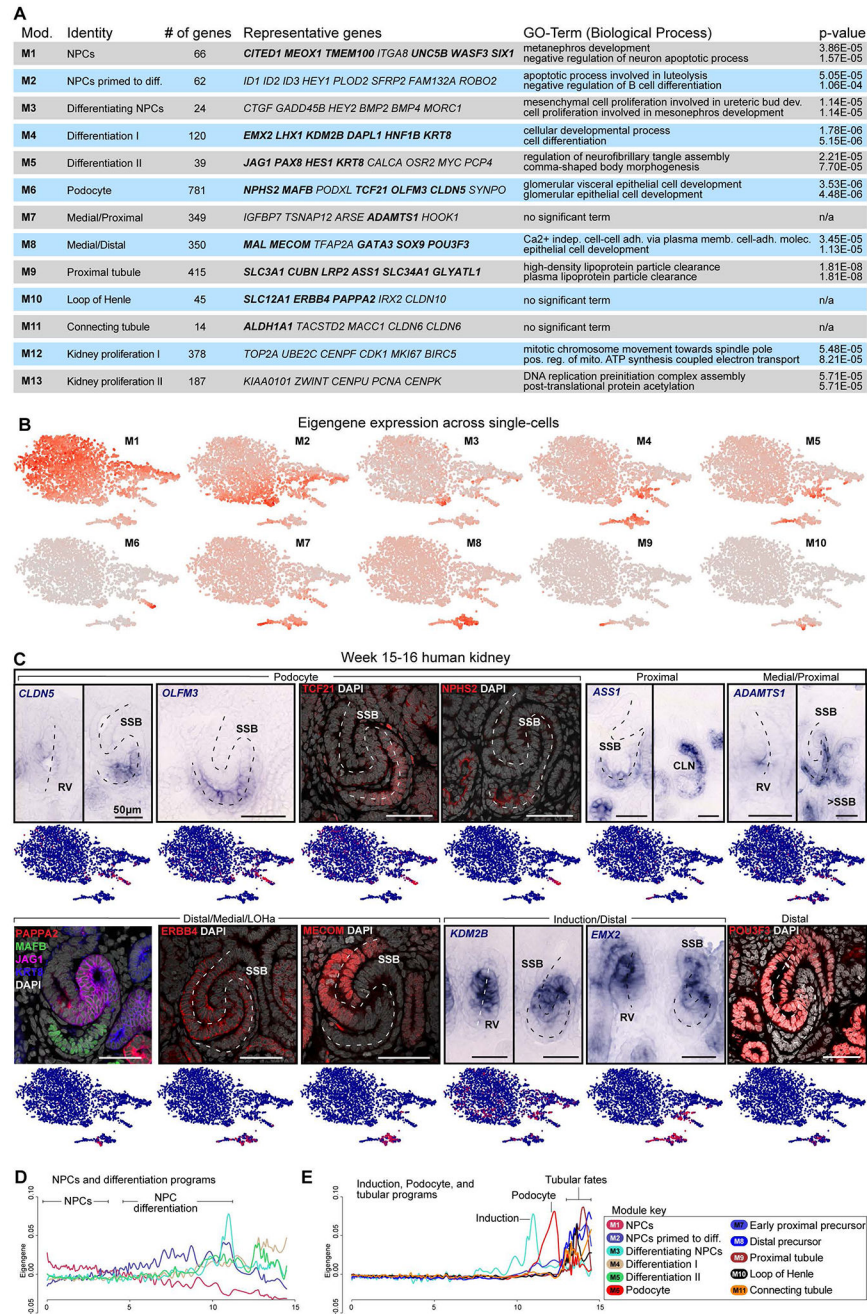 A
Mod. Identity # of genes Representative genes GO-Term (Biological Process) p-value
M1 NPCs 66 CITED1 MEOX1 TMEM100 ITGA8 UNC5B WASF3 SIX1 metanephros development 3.86E-05
negative regulation of neuron apoptotic process 1.57E-05
M2 NPCs primed to diff. 62 ID1 ID2 ID3 HEY1 PLOD2 SFRP2 FAM132A ROBO2 apoptotic process involved in luteolysis 5.05E-05
negative regulation of B cell differentiation 1.06E-04
M3 Differentiating NPCs 24 CTGF GADD45B HEY2 BMP2 BMP4 MORC1 mesenchymal cell proliferation involved in ureteric bud dev. 1.14E-05
cell proliferation involved in mesonephros development 1.14E-05
M4 Differentiation I 120 EMX2 LHX1 KDM2B DAPL1 HNF1B KRT8 cellular developmental process 1.78E-06
cell differentiation 5.15E-06
M5 Differentiation II 39 JAG1 PAX8 HES1 KRT8 CALCA OSR2 MYC PCP4 regulation of neurofibrillary tangle assembly 2.21E-05
comma-shaped body morphogenesis 7.70E-05
M6 Podocyte 781 NPHS2 MAFB PODXL TCF21 OLFM3 CLDN5 SYNPO glomerular visceral epithelial cell development 3.53E-06
glomerular epithelial cell development 4.48E-06
M7 Medial/Proximal 349 IGFBP7 TSNAP12 ARSE ADAMTS1 HOOK1 no significant term n/a
M8 Medial/Distal 350 MAL MECOM TFAP2A GATA3 SOX9 POU3F3 Ca2+ indep. cell-cell adh. via plasma memb. cell-adh. molec. 3.45E-05
epithelial cell development 1.13E-05
M9 Proximal tubule 415 SLC3A1 CUBN LRP2 ASS1 SLC34A1 GLYATL1 high-density lipoprotein particle clearance 1.81E-08
plasma lipoprotein particle clearance 1.81E-08
M10 Loop of Henle 45 SLC12A1 ERBB4 PAPPA2 IRX2 CLDN10 no significant term n/a
M11 Connecting tubule 14 ALDH1A1 TACSTD2 MACC1 CLDN6 CLDN6 no significant term n/a
M12 Kidney proliferation I 378 TOP2A UBE2C CENPF CDK1 MKI67 BIRC5 mitotic chromosome movement towards spindle pole 5.48E-05
pos. reg. of mito. ATP synthesis coupled electron transport 8.21E-05
M13 Kidney proliferation II 187 KIAA0101 ZWINT CENPU PCNA CENPK DNA replication preinitiation complex assembly 5.71E-05
post-translational protein acetylation 5.71E-05
B Eigengene expression across single-cells
M1 M2 M3 M4 M5
M6 M7 M8 M9 M10
C Week 15-16 human kidney
Podocyte Proximal Medial/Proximal
CLDN5 OLFM3 TCF21 DAPI NPHS2 DAPI ASS1 ADAMTS1
SSB SSB SSB SSB SSB CLN
RV RV >SSB
50µm
Distal/Medial/LOHa Induction/Distal Distal
PAPPA2 ERBB4 DAPI MECOM DAPI KDM2B EMX2 POU3F3 DAPI
MAFB
JAG1
KRT8
DAPI
SSB SSB SSB SSB
RV RV
D NPCs and differentiation programs
NPCs NPC
differentiation
Eigengene
0.10
0.05
0.00
-0.05
0 5 10 15
E Induction, Podocyte, and
tubular programs
Tubular fates
Podocyte
Induction
Eigengene
0.10
0.05
0.00
-0.05
0 5 10 15
Module key
M1 NPCs
M2 NPCs primed to diff.
M3 Differentiating NPCs
M4 Differentiation I
M5 Differentiation II
M6 Podocyte
M7 Early proximal precursor
M8 Distal precursor
M9 Proximal tubule
M10 Loop of Henle
M11 Connecting tubule